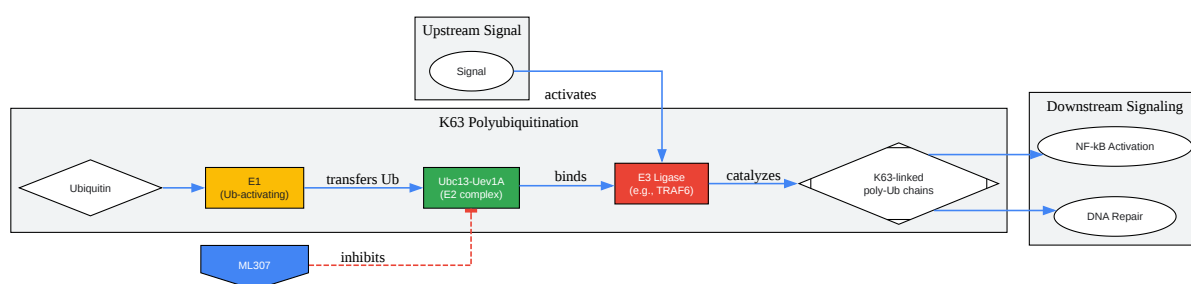 Upstream Signal
Signal
activates
K63 Polyubiquitination
Downstream Signaling
Ubiquitin
E1
(Ub-activating)
transfers Ub
Ubc13-Uev1A
(E2 complex)
binds
E3 Ligase
(e.g., TRAF6)
catalyzes
K63-linked
poly-Ub chains
NF-kB Activation
DNA Repair
ML307
inhibits